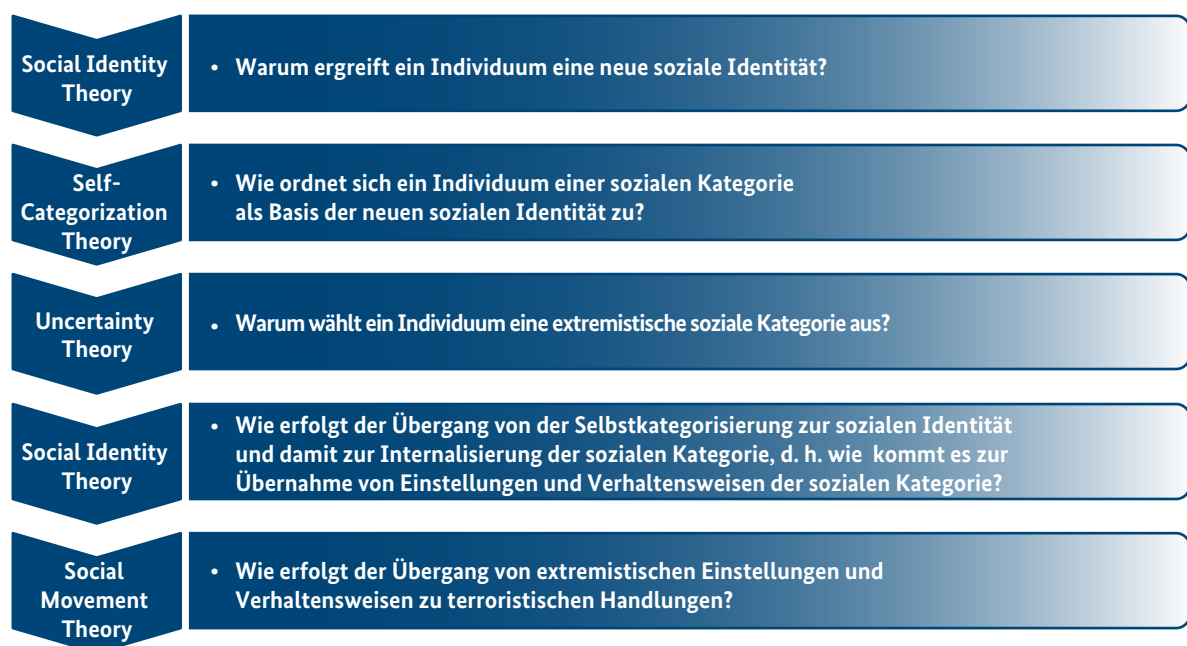 Social Identity
Theory
• Warum ergreift ein Individuum eine neue soziale Identität?
Self-
Categorization
Theory
• Wie ordnet sich ein Individuum einer sozialen Kategorie
als Basis der neuen sozialen Identität zu?
Uncertainty
Theory
• Warum wählt ein Individuum eine extremistische soziale Kategorie aus?
Social Identity
Theory
• Wie erfolgt der Übergang von der Selbstkategorisierung zur sozialen Identität
und damit zur Internalisierung der sozialen Kategorie, d. h. wie kommt es zur
Übernahme von Einstellungen und Verhaltensweisen der sozialen Kategorie?
Social
Movement
Theory
• Wie erfolgt der Übergang von extremistischen Einstellungen und
Verhaltensweisen zu terroristischen Handlungen?